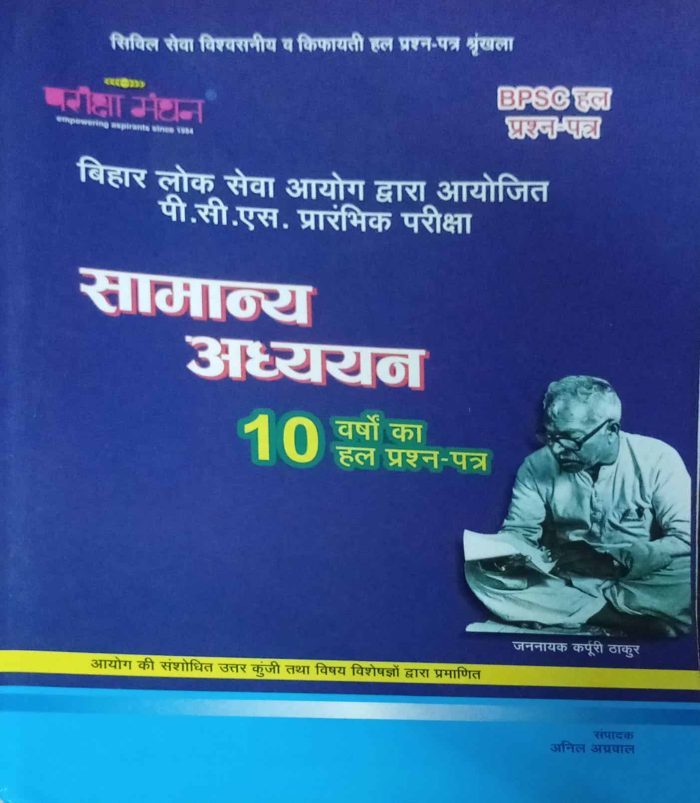 सिविल सेवा विश्वसनीय व किफायती हल प्रश्न-पत्र श्रृंखला
परीक्षा मंथन
empowering aspirants since 1984
BPSC हल
प्रश्न-पत्र
बिहार लोक सेवा आयोग द्वारा आयोजित
पी.सी.एस. प्रारंभिक परीक्षा
सामान्य
अध्ययन
10 वर्षों का
हल प्रश्न-पत्र
जननायक कर्पूरी ठाकुर
आयोग की संशोधित उत्तर कुंजी तथा विषय विशेषज्ञों द्वारा प्रमाणित
संपादक
अनिल अग्रवाल